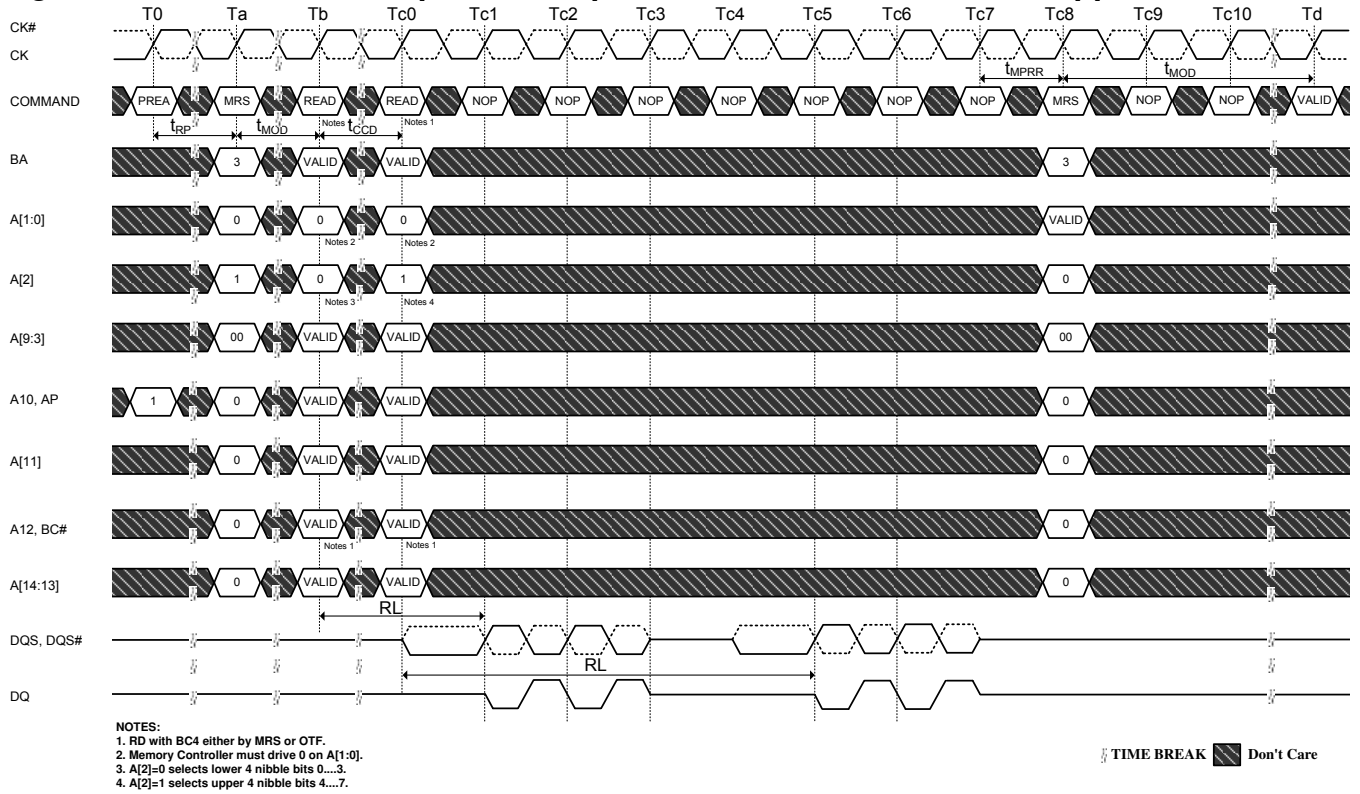 T0 Ta Tb Tc0 Tc1 Tc2 Tc3 Tc4 Tc5 Tc6 Tc7 Tc8 Tc9 Tc10 Td
CK#
CK
tMPRR tMOD
COMMAND PREA MRS READ READ NOP NOP NOP NOP NOP NOP NOP MRS NOP NOP VALID
Notes 1 Notes 1
tRP tMOD tCCD
BA 3 VALID VALID 3
A[1:0] 0 0 0 VALID
Notes 2 Notes 2
A[2] 1 0 1 0
Notes 3 Notes 4
A[9:3] 00 VALID VALID 00
A10, AP 1 0 VALID VALID 0
A[11] 0 VALID VALID 0
A12, BC# 0 VALID VALID 0
Notes 1 Notes 1
A[14:13] 0 VALID VALID 0
RL
DQS, DQS#
RL
DQ
NOTES:
1. RD with BC4 either by MRS or OTF.
2. Memory Controller must drive 0 on A[1:0].
3. A[2]=0 selects lower 4 nibble bits 0....3.
4. A[2]=1 selects upper 4 nibble bits 4....7.
TIME BREAK Don't Care